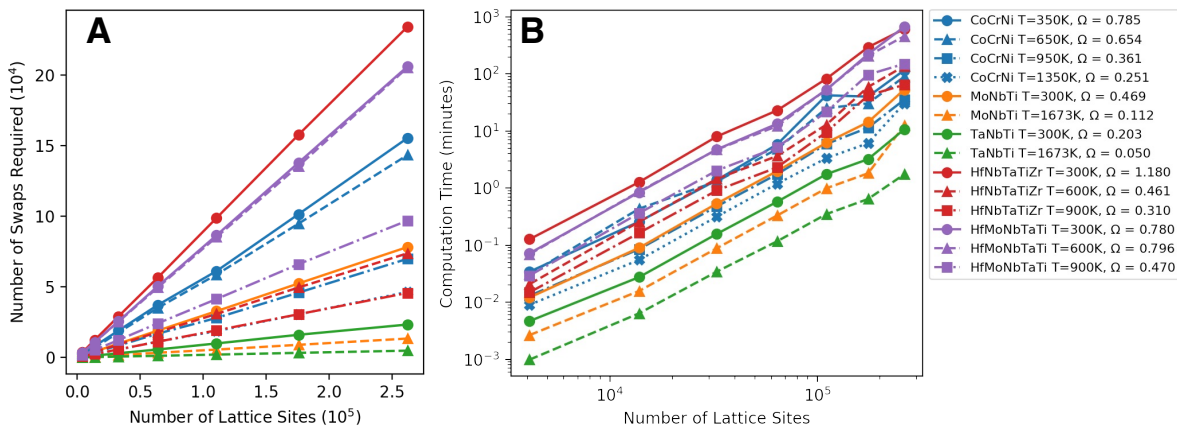 A
Number of Swaps Required (10⁴)
20
15
10
5
0
0.0
0.5
1.0
1.5
2.0
2.5
Number of Lattice Sites (10⁵)
B
Computation Time (minutes)
10³
10²
10¹
10⁰
10⁻¹
10⁻²
10⁻³
10⁴
10⁵
Number of Lattice Sites
CoCrNi T=350K, Ω = 0.785
CoCrNi T=650K, Ω = 0.654
CoCrNi T=950K, Ω = 0.361
CoCrNi T=1350K, Ω = 0.251
MoNbTi T=300K, Ω = 0.469
MoNbTi T=1673K, Ω = 0.112
TaNbTi T=300K, Ω = 0.203
TaNbTi T=1673K, Ω = 0.050
HfNbTaTiZr T=300K, Ω = 1.180
HfNbTaTiZr T=600K, Ω = 0.461
HfNbTaTiZr T=900K, Ω = 0.310
HfMoNbTaTi T=300K, Ω = 0.780
HfMoNbTaTi T=600K, Ω = 0.796
HfMoNbTaTi T=900K, Ω = 0.470